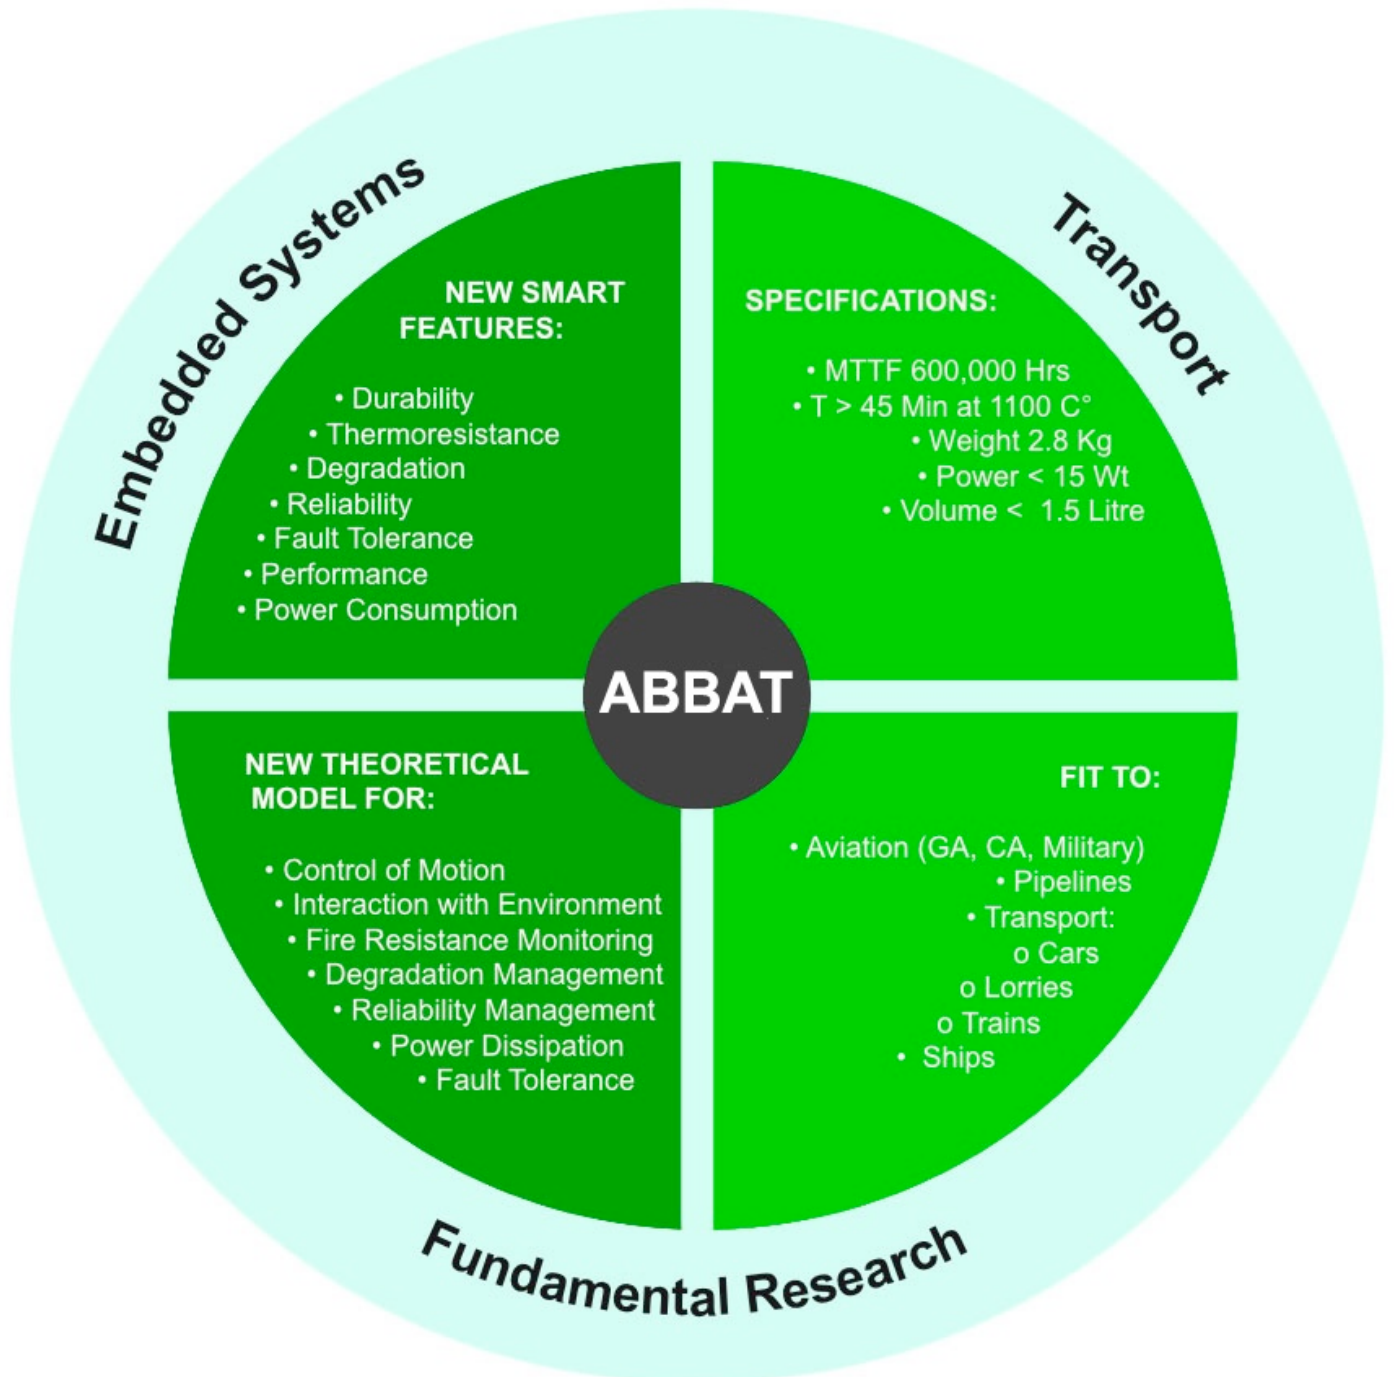 Embedded Systems
Transport
NEW SMART
FEATURES:
• Durability
• Thermoresistance
• Degradation
• Reliability
• Fault Tolerance
• Performance
• Power Consumption
SPECIFICATIONS:
• MTTF 600,000 Hrs
• T > 45 Min at 1100 C°
• Weight 2.8 Kg
• Power < 15 Wt
• Volume <  1.5 Litre
ABBAT
NEW THEORETICAL
MODEL FOR:
• Control of Motion
• Interaction with Environment
• Fire Resistance Monitoring
• Degradation Management
• Reliability Management
• Power Dissipation
• Fault Tolerance
FIT TO:
• Aviation (GA, CA, Military)
• Pipelines
• Transport:
o Cars
o Lorries
o Trains
• Ships
Fundamental Research